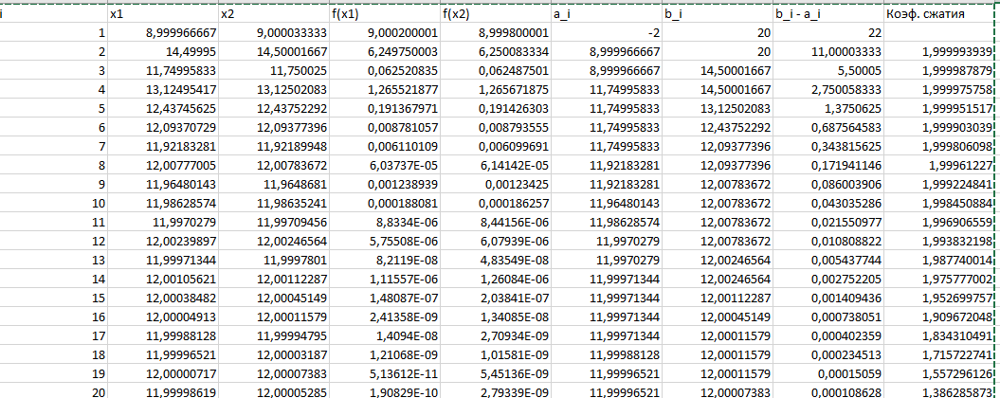 i x1 x2 f(x1) f(x2) a_i b_i b_i - a_i Коэф. сжатия
1 8,999966667 9,000033333 9,000200001 8,999800001 -2 20 22
2 14,49995 14,50001667 6,249750003 6,250083334 8,999966667 20 11,00003333 1,999993939
3 11,74995833 11,750025 0,062520835 0,062487501 8,999966667 14,50001667 5,50005 1,999987879
4 13,12495417 13,12502083 1,265521877 1,265671875 11,74995833 14,50001667 2,750058333 1,999975758
5 12,43745625 12,43752292 0,191367971 0,191426303 11,74995833 13,12502083 1,3750625 1,999951517
6 12,09370729 12,09377396 0,008781057 0,008793555 11,74995833 12,43752292 0,687564583 1,999903039
7 11,92183281 11,92189948 0,006110109 0,006099691 11,74995833 12,09377396 0,343815625 1,999806098
8 12,00777005 12,00783672 6,03737E-05 6,14142E-05 11,92183281 12,09377396 0,171941146 1,99961227
9 11,96480143 11,9648681 0,001238939 0,00123425 11,92183281 12,00783672 0,086003906 1,999224841
10 11,98628574 11,98635241 0,000188081 0,000186257 11,96480143 12,00783672 0,043035286 1,998450884
11 11,9970279 11,99709456 8,8334E-06 8,44156E-06 11,98628574 12,00783672 0,021550977 1,996906559
12 12,00239897 12,00246564 5,75508E-06 6,07939E-06 11,9970279 12,00783672 0,010808822 1,993832198
13 11,99971344 11,9997801 8,2119E-08 4,83549E-08 11,9970279 12,00246564 0,005437744 1,987740014
14 12,00105621 12,00112287 1,11557E-06 1,26084E-06 11,99971344 12,00246564 0,002752205 1,975777002
15 12,00038482 12,00045149 1,48087E-07 2,03841E-07 11,99971344 12,00112287 0,001409436 1,952699757
16 12,00004913 12,00011579 2,41358E-09 1,34085E-08 11,99971344 12,00045149 0,000738051 1,909672048
17 11,99988128 11,99994795 1,4094E-08 2,70934E-09 11,99971344 12,00011579 0,000402359 1,834310491
18 11,99996521 12,00003187 1,21068E-09 1,01581E-09 11,99988128 12,00011579 0,000234513 1,715722741
19 12,00000717 12,00007383 5,13612E-11 5,45136E-09 11,99996521 12,00011579 0,00015059 1,557296126
20 11,99998619 12,00005285 1,90829E-10 2,79339E-09 11,99996521 12,00007383 0,000108628 1,386285873